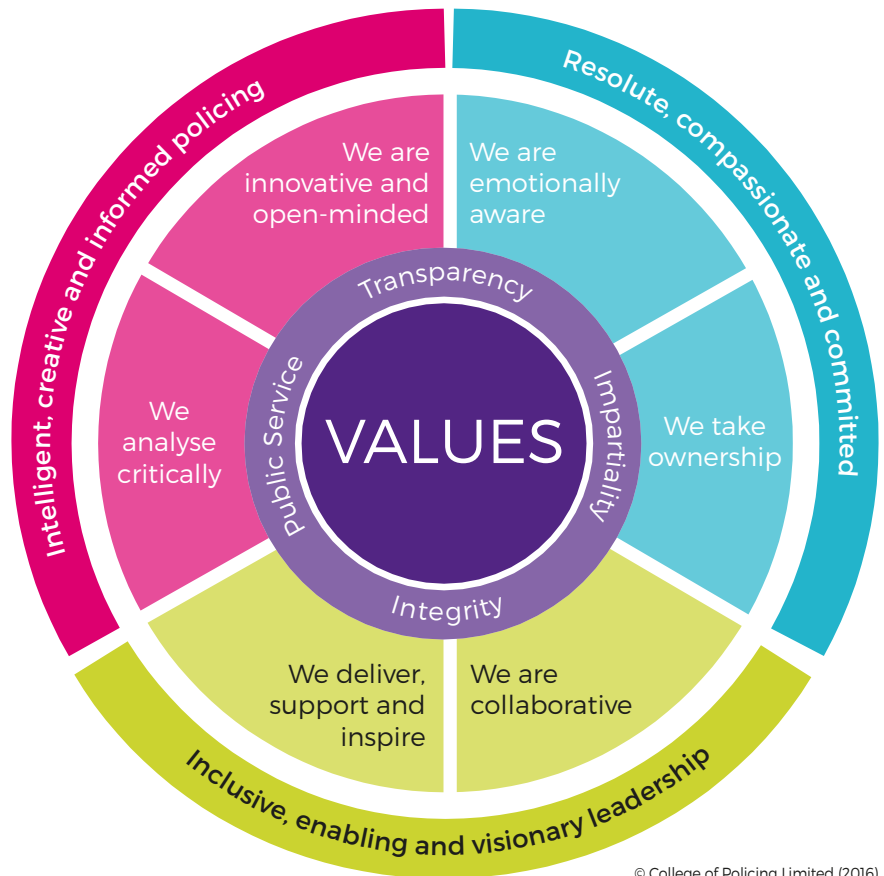 Intelligent, creative and informed policing
Resolute, compassionate and committed
We are
innovative and
open-minded
We are
emotionally
aware
Transparency
Public Service
VALUES
Impartiality
Integrity
We
analyse
critically
We take
ownership
We deliver,
support and
inspire
We are
collaborative
Inclusive, enabling and visionary leadership
© College of Policing Limited (2016)